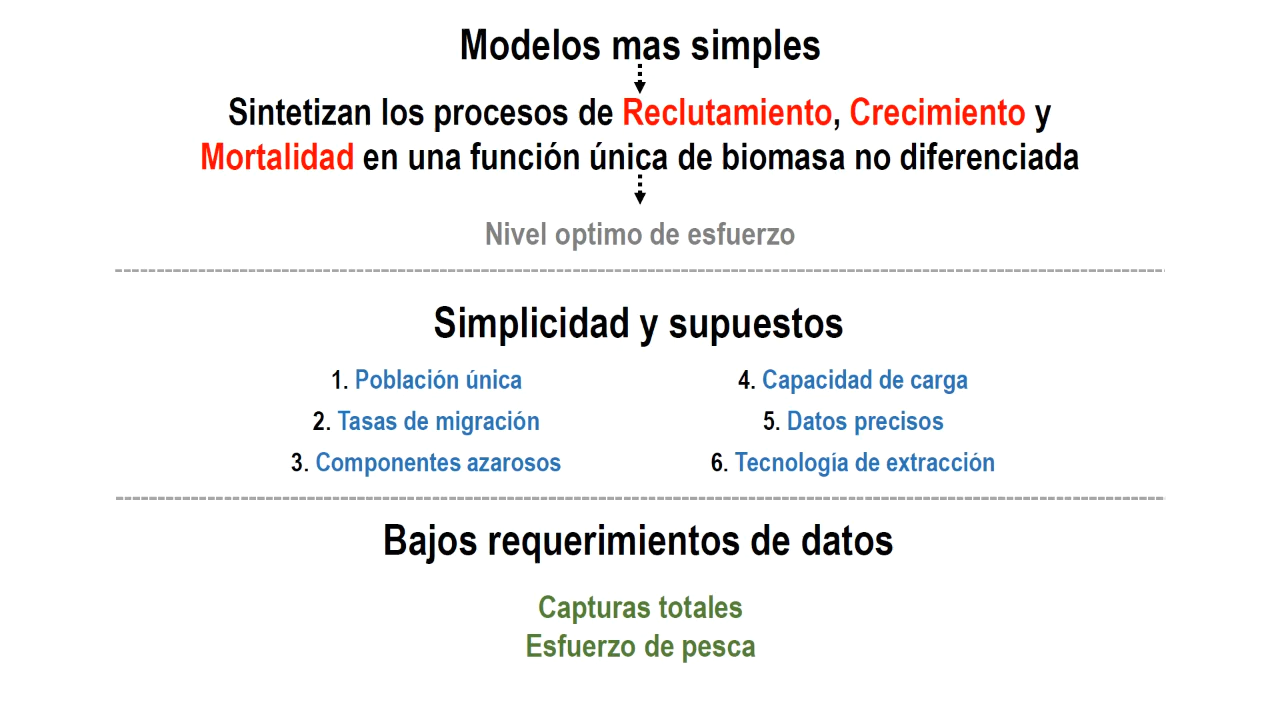 Modelos mas simples
Sintetizan los procesos de Reclutamiento, Crecimiento y
Mortalidad en una función única de biomasa no diferenciada
Nivel optimo de esfuerzo
Simplicidad y supuestos
1. Población única
2. Tasas de migración
3. Componentes azarosos
4. Capacidad de carga
5. Datos precisos
6. Tecnología de extracción
Bajos requerimientos de datos
Capturas totales
Esfuerzo de pesca